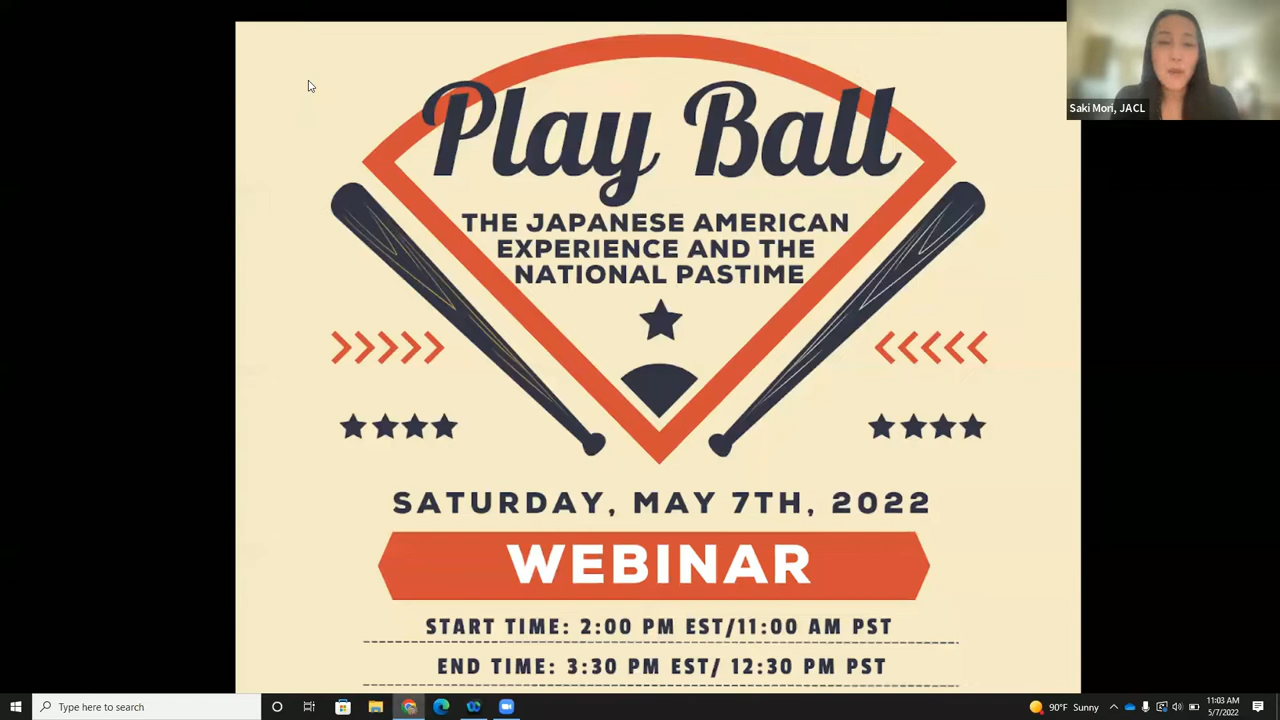 Play Ball
THE JAPANESE AMERICAN
EXPERIENCE AND THE
NATIONAL PASTIME
SATURDAY, MAY 7TH, 2022
WEBINAR
START TIME: 2:00 PM EST/11:00 AM PST
END TIME: 3:30 PM EST/ 12:30 PM PST
Saki Mori, JACL
Type here to search
90°F Sunny
11:03 AM
5/7/2022